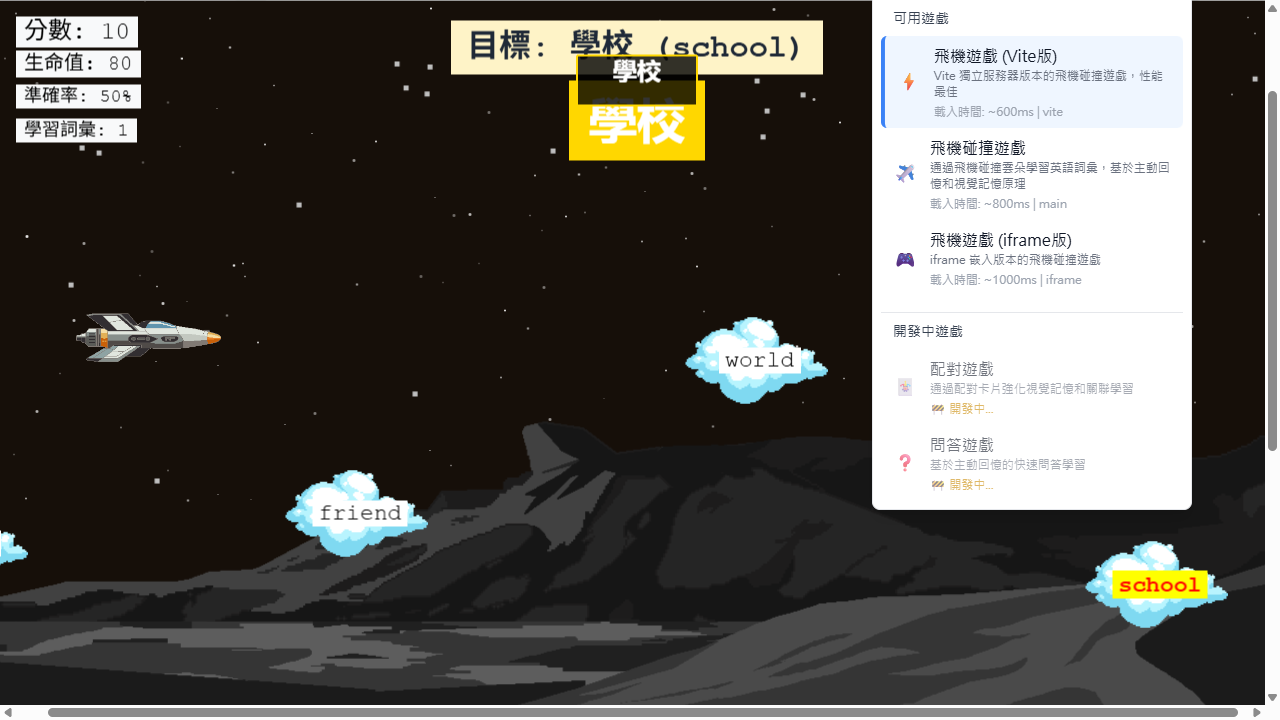 分數: 10
生命值: 80
準確率: 50%
學習詞彙: 1
目標: 學校 (school)
學校
學校
world
friend
school
可用遊戲
飛機遊戲 (Vite版)
Vite 獨立服務器版本的飛機碰撞遊戲，性能
最佳
載入時間: ~600ms | vite
飛機碰撞遊戲
通過飛機碰撞雲朵學習英語詞彙，基於主動回
憶和視覺記憶原理
載入時間: ~800ms | main
飛機遊戲 (iframe版)
iframe 嵌入版本的飛機碰撞遊戲
載入時間: ~1000ms | iframe
開發中遊戲
配對遊戲
通過配對卡片強化視覺記憶和關聯學習
🚧 開發中...
問答遊戲
基於主動回憶的快速問答學習
🚧 開發中...